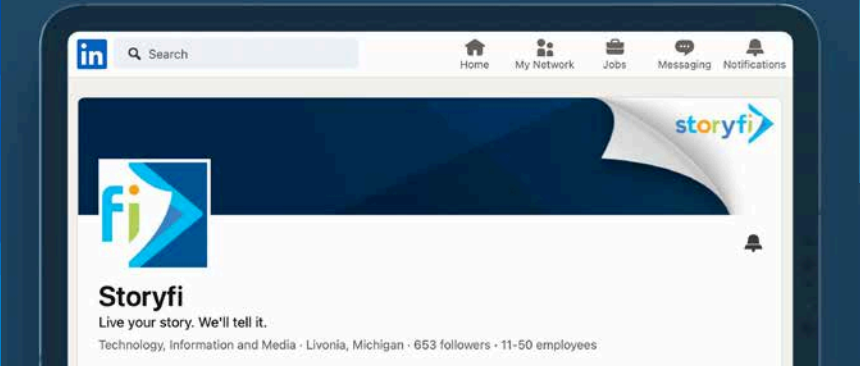 in Search
Home My Network Jobs Messaging Notifications
storyfi
fi
Storyfi
Live your story. We'll tell it.
Technology, Information and Media · Livonia, Michigan · 653 followers · 11-50 employees